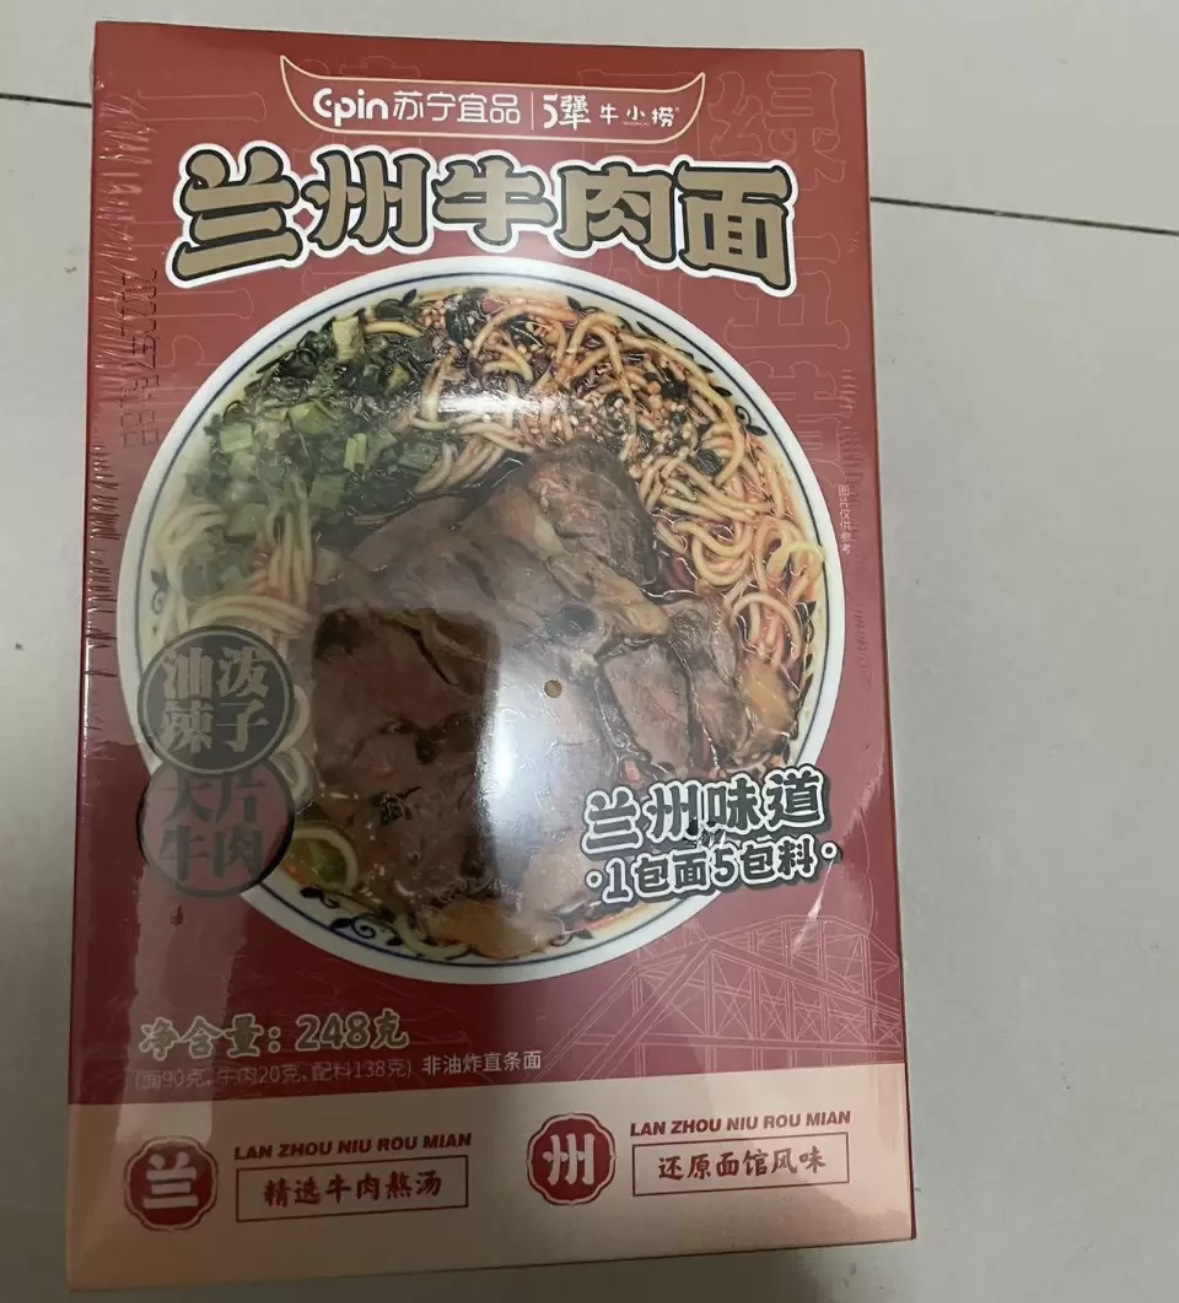 C·pin苏宁宜品 | 5犟 牛小捞
兰州牛肉面
图片仅供参考
油泼
辣子
大片
牛肉
兰州味道
·1包面5包料·
净含量：248克
(面90克、牛肉20克、配料138克) 非油炸直条面
兰
LAN ZHOU NIU ROU MIAN
精选牛肉熬汤
州
LAN ZHOU NIU ROU MIAN
还原面馆风味